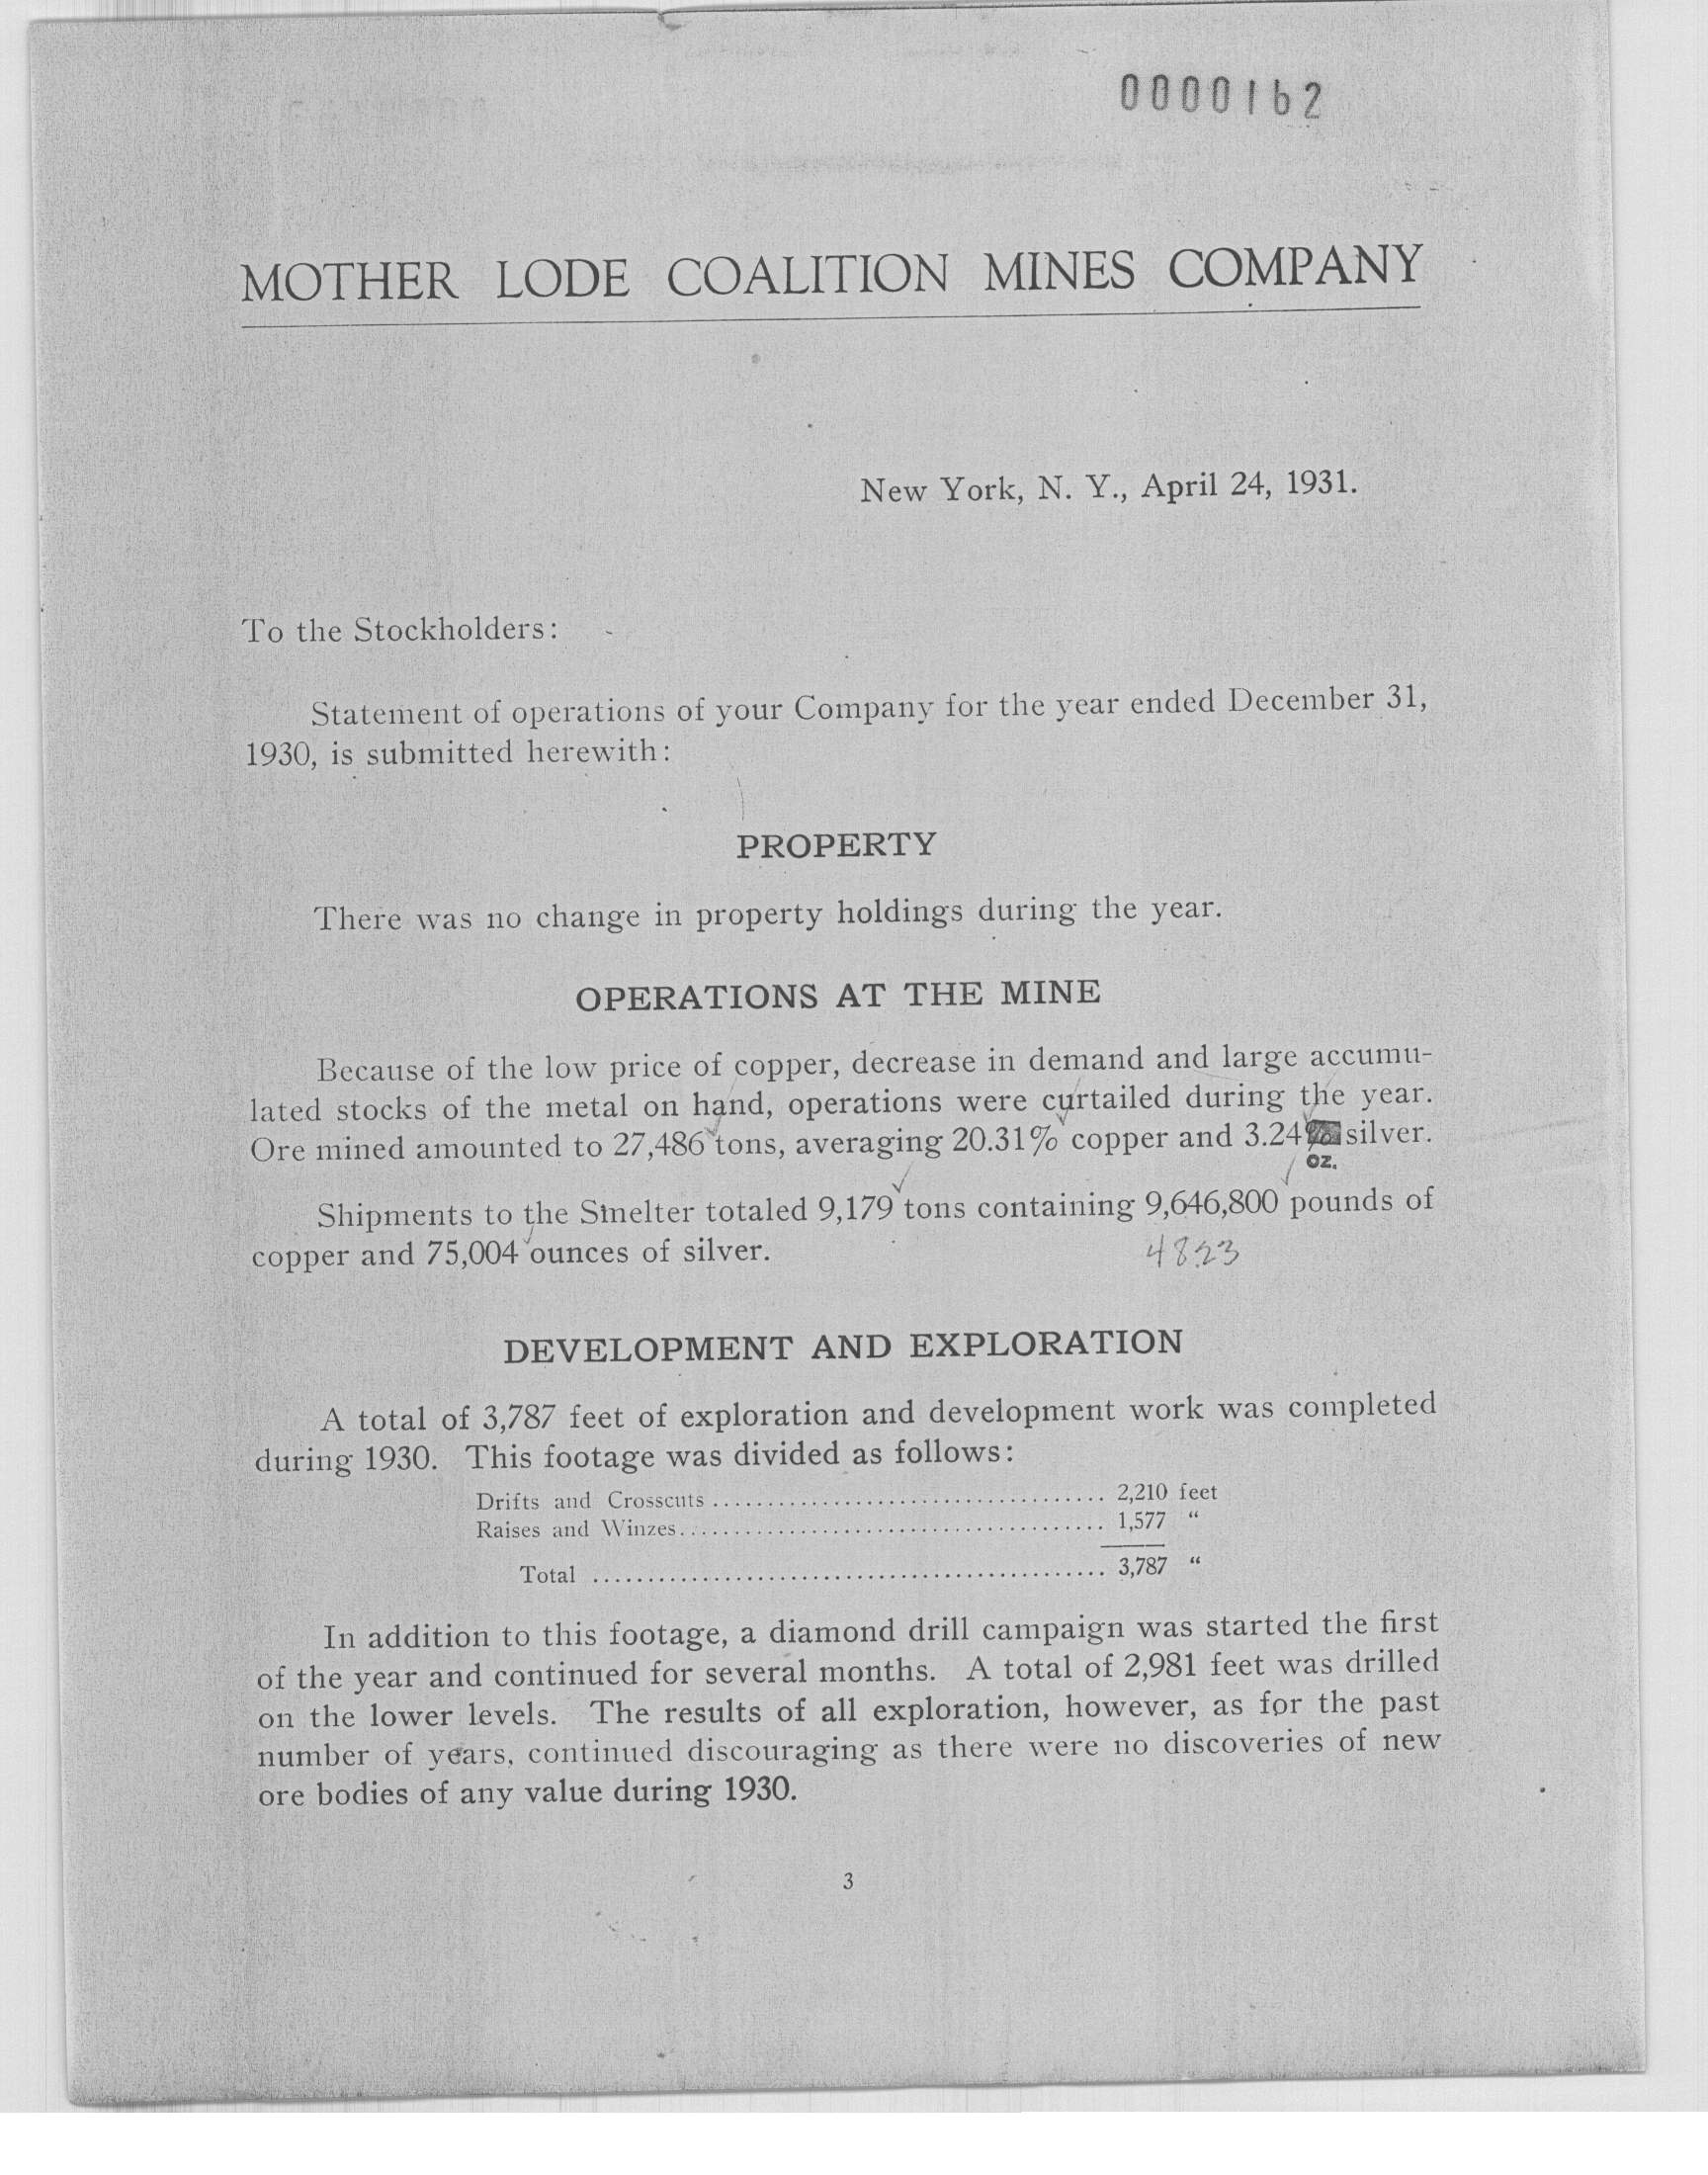 0000162
MOTHER LODE COALITION MINES COMPANY
New York, N. Y., April 24, 1931.
To the Stockholders:
Statement of operations of your Company for the year ended December 31,
1930, is submitted herewith:
PROPERTY
There was no change in property holdings during the year.
OPERATIONS AT THE MINE
Because of the low price of copper, decrease in demand and large accumu-
lated stocks of the metal on hand, operations were curtailed during the year.
Ore mined amounted to 27,486 tons, averaging 20.31% copper and 3.24% silver.
oz.
Shipments to the Smelter totaled 9,179 tons containing 9,646,800 pounds of
copper and 75,004 ounces of silver.
4823
DEVELOPMENT AND EXPLORATION
A total of 3,787 feet of exploration and development work was completed
during 1930. This footage was divided as follows:
Drifts and Crosscuts .................................... 2,210 feet
Raises and Winzes....................................... 1,577 "
Total ............................................... 3,787 "
In addition to this footage, a diamond drill campaign was started the first
of the year and continued for several months. A total of 2,981 feet was drilled
on the lower levels. The results of all exploration, however, as for the past
number of years, continued discouraging as there were no discoveries of new
ore bodies of any value during 1930.
3